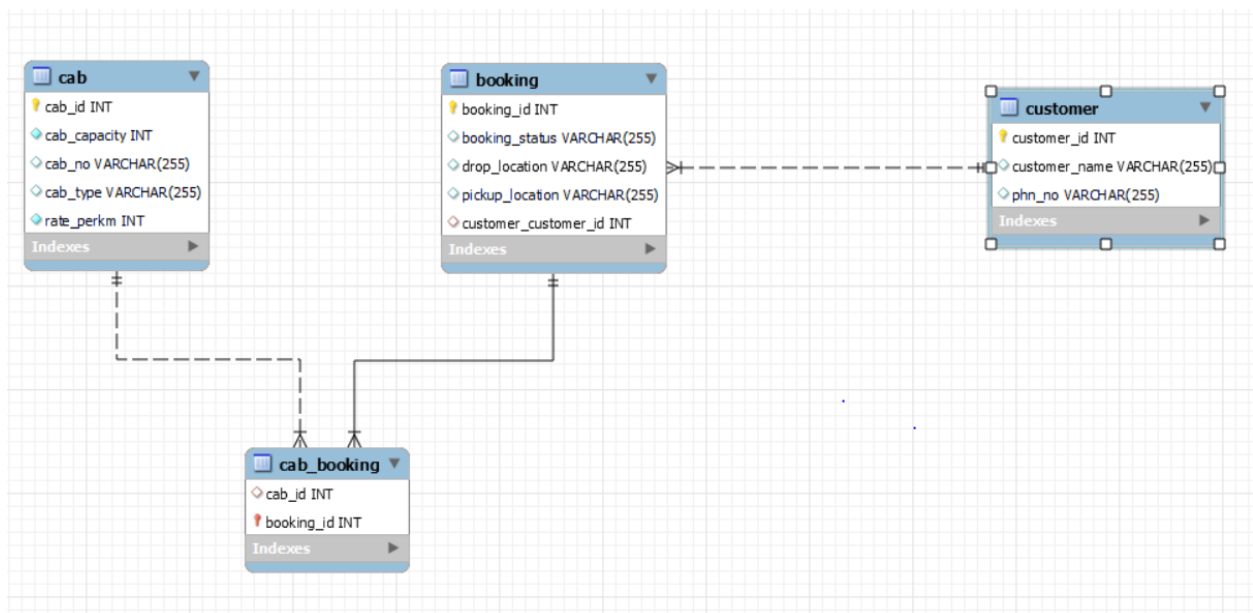 cab
cab_id INT
cab_capacity INT
cab_no VARCHAR(255)
cab_type VARCHAR(255)
rate_perkm INT
Indexes
booking
booking_id INT
booking_status VARCHAR(255)
drop_location VARCHAR(255)
pickup_location VARCHAR(255)
customer_customer_id INT
Indexes
customer
customer_id INT
customer_name VARCHAR(255)
phn_no VARCHAR(255)
Indexes
cab_booking
cab_id INT
booking_id INT
Indexes